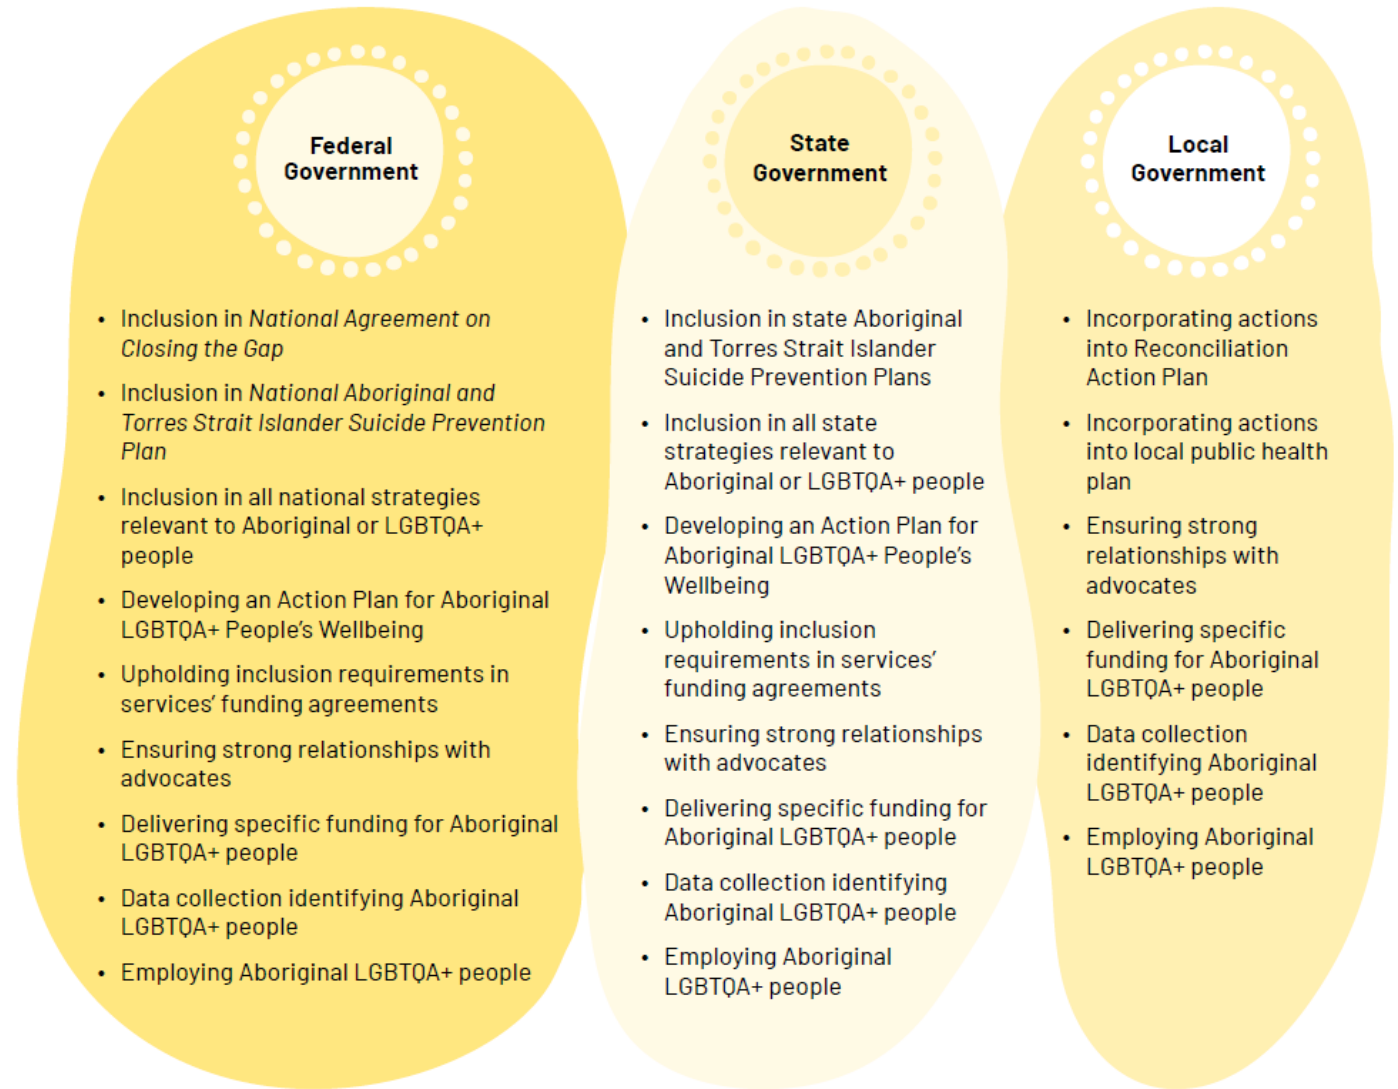 Federal
Government
• Inclusion in National Agreement on
Closing the Gap
• Inclusion in National Aboriginal and
Torres Strait Islander Suicide Prevention
Plan
• Inclusion in all national strategies
relevant to Aboriginal or LGBTQA+
people
• Developing an Action Plan for Aboriginal
LGBTQA+ People’s Wellbeing
• Upholding inclusion requirements in
services’ funding agreements
• Ensuring strong relationships with
advocates
• Delivering specific funding for Aboriginal
LGBTQA+ people
• Data collection identifying Aboriginal
LGBTQA+ people
• Employing Aboriginal LGBTQA+ people
State
Government
• Inclusion in state Aboriginal
and Torres Strait Islander
Suicide Prevention Plans
• Inclusion in all state
strategies relevant to
Aboriginal or LGBTQA+ people
• Developing an Action Plan for
Aboriginal LGBTQA+ People’s
Wellbeing
• Upholding inclusion
requirements in services’
funding agreements
• Ensuring strong relationships
with advocates
• Delivering specific funding for
Aboriginal LGBTQA+ people
• Data collection identifying
Aboriginal LGBTQA+ people
• Employing Aboriginal
LGBTQA+ people
Local
Government
• Incorporating actions
into Reconciliation
Action Plan
• Incorporating actions
into local public health
plan
• Ensuring strong
relationships with
advocates
• Delivering specific
funding for Aboriginal
LGBTQA+ people
• Data collection
identifying Aboriginal
LGBTQA+ people
• Employing Aboriginal
LGBTQA+ people